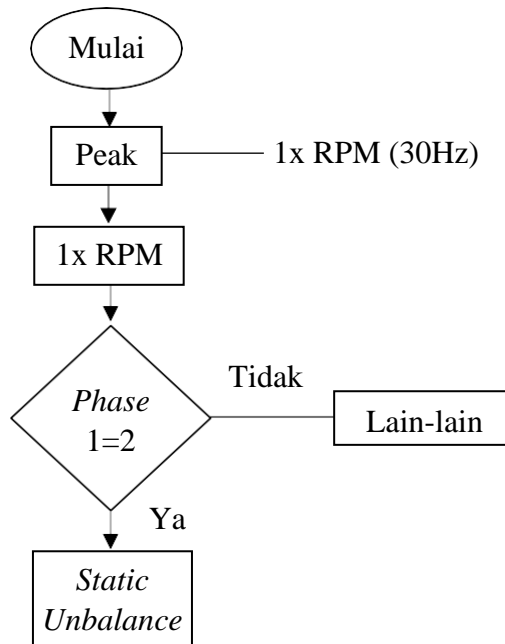 Mulai
Peak
1x RPM (30Hz)
1x RPM
Phase
1=2
Tidak
Lain-lain
Ya
Static
Unbalance